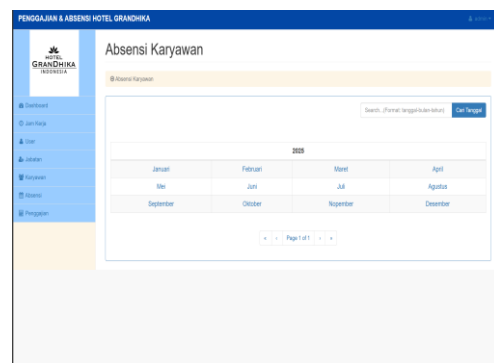 PENGGAJIAN & ABSENSI HOTEL GRANDHIKA
admin
HOTEL
GRANDHIKA
INDONESIA
Absensi Karyawan
Absensi Karyawan
Dashboard
Jam Kerja
User
Jabatan
Karyawan
Absensi
Penggajian
Search...(Format: tanggal-bulan-tahun)
Cari Tanggal
2025
Januari Februari Maret April
Mei Juni Juli Agustus
September Oktober Nopember Desember
« ‹ Page 1 of 1 › »